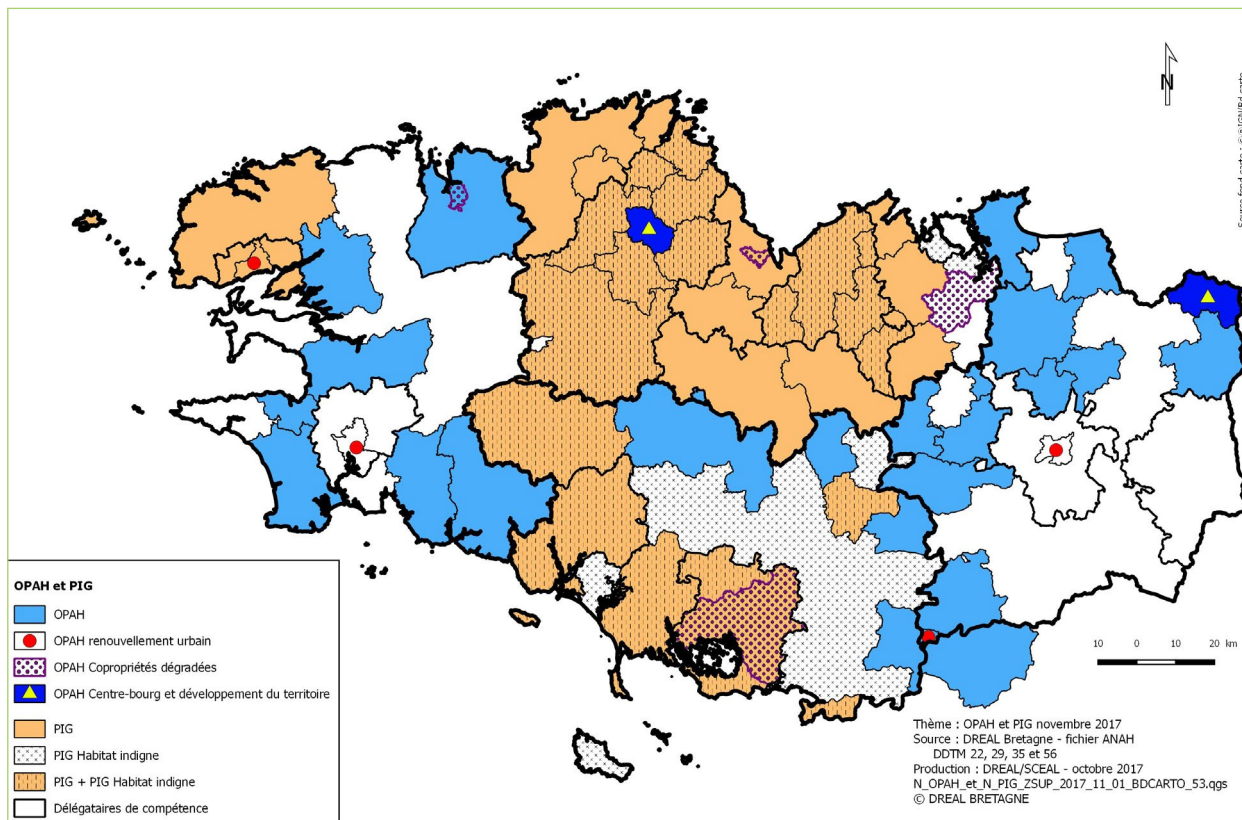 N
OPAH et PIG
OPAH
OPAH renouvellement urbain
OPAH Copropriétés dégradées
OPAH Centre-bourg et développement du territoire
PIG
PIG Habitat indigne
PIG + PIG Habitat indigne
Délégataires de compétence
10 0 10 20 km
Thème : OPAH et PIG novembre 2017
Source : DREAL Bretagne - fichier ANAH
DDTM 22, 29, 35 et 56
Production : DREAL/SCEAL - octobre 2017
N_OPAH_et_N_PIG_ZSUP_2017_11_01_BDCARTO_53.qgs
© DREAL BRETAGNE